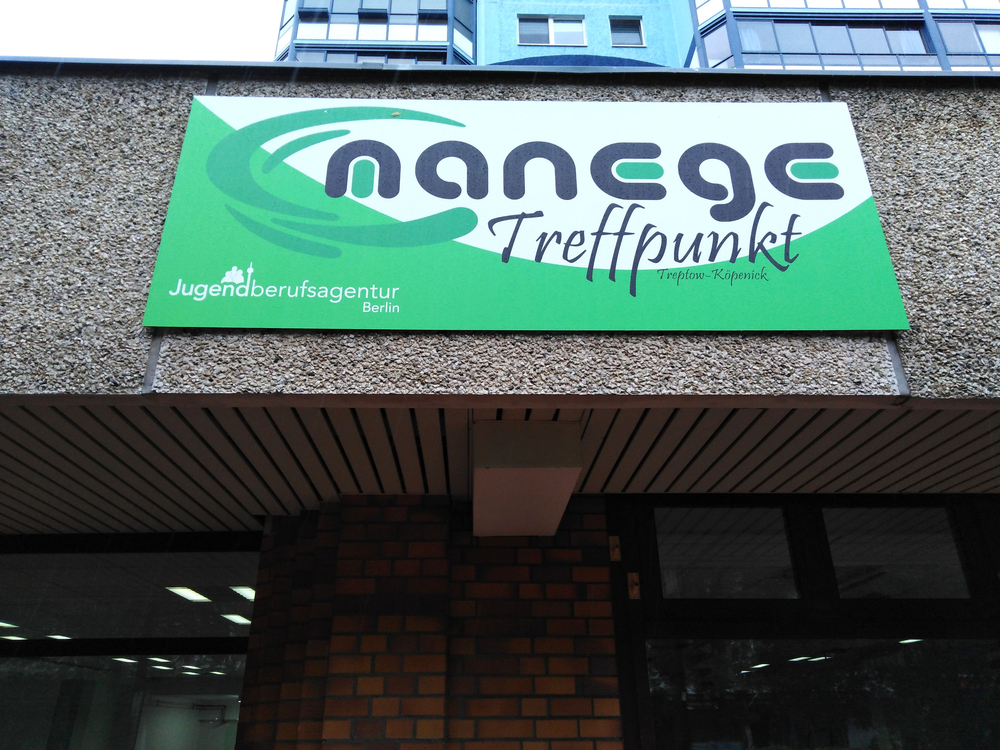 manege
Treffpunkt
Treptow-Köpenick
Jugendberufsagentur
Berlin